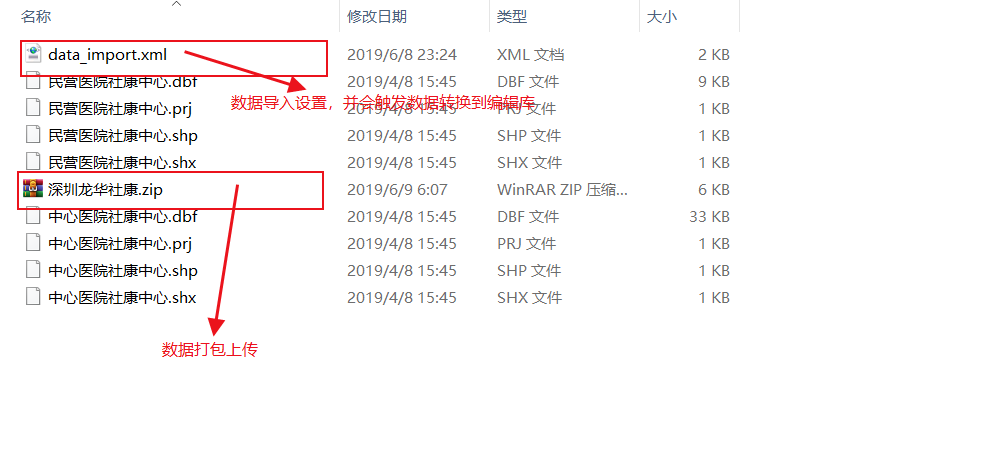 名称 修改日期 类型 大小
data_import.xml 2019/6/8 23:24 XML 文档 2 KB
民营医院社康中心.dbf 2019/4/8 15:45 DBF 文件 9 KB
数据导入设置，并会触发数据转换到编辑库
民营医院社康中心.prj 2019/4/8 15:45 PRJ 文件 1 KB
民营医院社康中心.shp 2019/4/8 15:45 SHP 文件 1 KB
民营医院社康中心.shx 2019/4/8 15:45 SHX 文件 1 KB
深圳龙华社康.zip 2019/6/9 6:07 WinRAR ZIP 压缩... 6 KB
中心医院社康中心.dbf 2019/4/8 15:45 DBF 文件 33 KB
中心医院社康中心.prj 2019/4/8 15:45 PRJ 文件 1 KB
中心医院社康中心.shp 2019/4/8 15:45 SHP 文件 1 KB
中心医院社康中心.shx 2019/4/8 15:45 SHX 文件 1 KB
数据打包上传